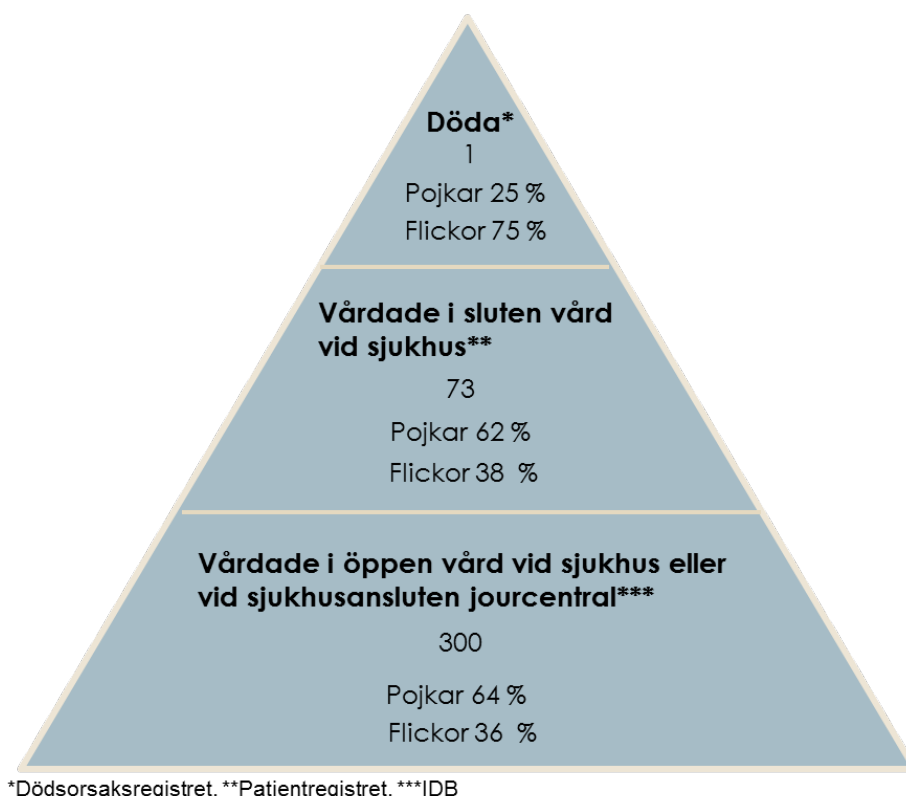 Döda*
1
Pojkar 25 %
Flickor 75 %
Vårdade i sluten vård
vid sjukhus**
73
Pojkar 62 %
Flickor 38 %
Vårdade i öppen vård vid sjukhus eller
vid sjukhusansluten jourcentral***
300
Pojkar 64 %
Flickor 36 %
*Dödsorsaksregistret, **Patientregistret, ***IDB